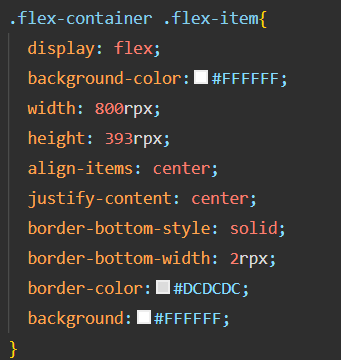 .flex-container .flex-item{
display: flex;
background-color: #FFFFFF;
width: 800rpx;
height: 393rpx;
align-items: center;
justify-content: center;
border-bottom-style: solid;
border-bottom-width: 2rpx;
border-color: #DCDCDC;
background: #FFFFFF;
}